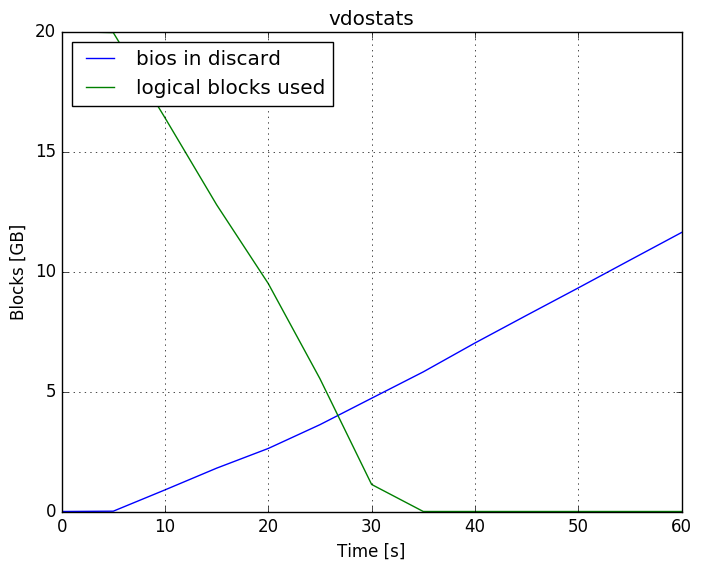 vdostats
bios in discard
logical blocks used
20
15
10
5
0
Blocks [GB]
0 10 20 30 40 50 60
Time [s]